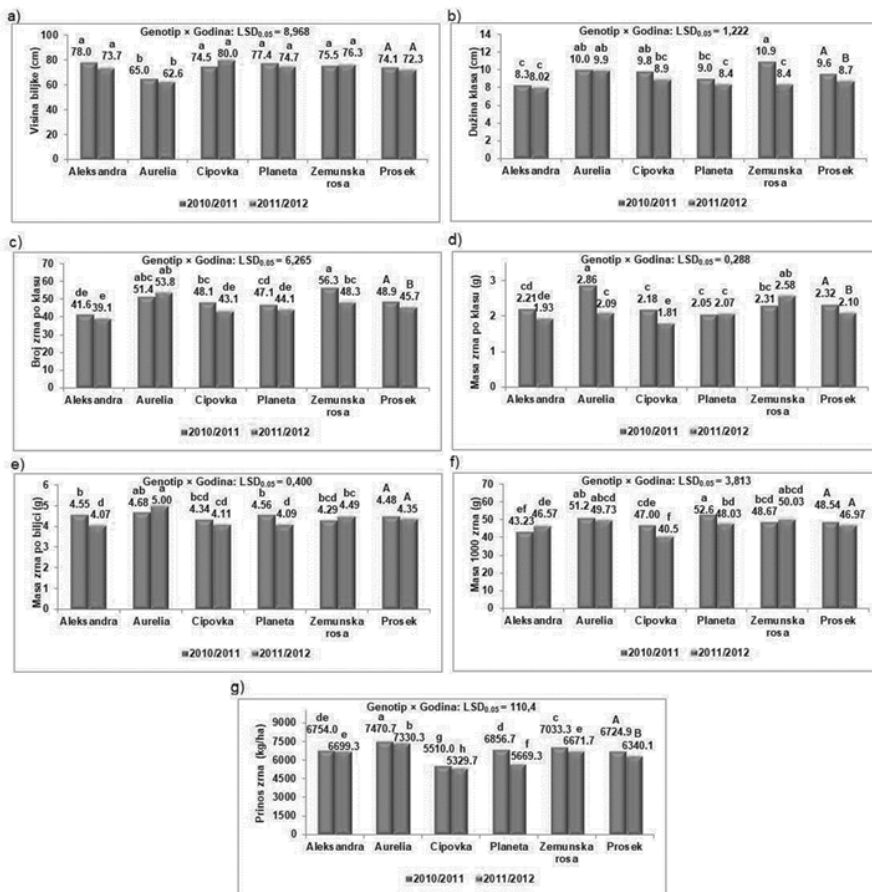 a)
Genotip × Godina: LSD0.05 = 8,968
Visina biljke (cm)
100
80
60
40
20
0
a a b b a a a a a a A A
78.0 73.7 65.0 62.6 74.5 80.0 77.4 74.7 75.5 76.3 74.1 72.3
Aleksandra Aurelia Cipovka Planeta Zemunska rosa Prosek
2010/2011 2011/2012
b)
Genotip × Godina: LSD0.05 = 1,222
Dužina klasa (cm)
14
12
10
8
6
4
2
0
c c ab ab ab bc bc c a c A B
8.3 8.02 10.0 9.9 9.8 8.9 9.0 8.4 10.9 8.4 9.6 8.7
Aleksandra Aurelia Cipovka Planeta Zemunska rosa Prosek
2010/2011 2011/2012
c)
Genotip × Godina: LSD0.05 = 6,265
Broj zrna po klasu
70
60
50
40
30
20
10
0
de e abc ab bc de cd de a bc A B
41.6 39.1 51.4 53.8 48.1 43.1 47.1 44.1 56.3 48.3 48.9 45.7
Aleksandra Aurelia Cipovka Planeta Zemunska rosa Prosek
2010/2011 2011/2012
d)
Genotip × Godina: LSD0.05 = 0,288
Masa zrna po klasu (g)
3
2
1
0
cd de a c c e c c bc ab A B
2.21 1.93 2.86 2.09 2.18 1.81 2.05 2.07 2.31 2.58 2.32 2.10
Aleksandra Aurelia Cipovka Planeta Zemunska rosa Prosek
2010/2011 2011/2012
e)
Genotip × Godina: LSD0.05 = 0,400
Masa zrna po biljci (g)
6
5
4
3
2
1
0
b d ab a bcd cd b d bcd bc A A
4.55 4.07 4.68 5.00 4.34 4.11 4.56 4.09 4.29 4.49 4.48 4.35
Aleksandra Aurelia Cipovka Planeta Zemunska rosa Prosek
2010/2011 2011/2012
f)
Genotip × Godina: LSD0.05 = 3,813
Masa 1000 zrna (g)
70
60
50
40
30
20
10
0
ef de ab abcd cde f a bd bcd abcd A A
43.23 46.57 51.2 49.73 47.00 40.5 52.6 48.03 48.67 50.03 48.54 46.97
Aleksandra Aurelia Cipovka Planeta Zemunska rosa Prosek
2010/2011 2011/2012
g)
Genotip × Godina: LSD0.05 = 110,4
Prinos zrna (kg/ha)
9000
7500
6000
4500
3000
1500
0
de e a b g h d f c e A B
6754.0 6699.3 7470.7 7330.3 5510.0 5329.7 6856.7 5669.3 7033.3 6671.7 6724.9 6340.1
Aleksandra Aurelia Cipovka Planeta Zemunska rosa Prosek
2010/2011 2011/2012